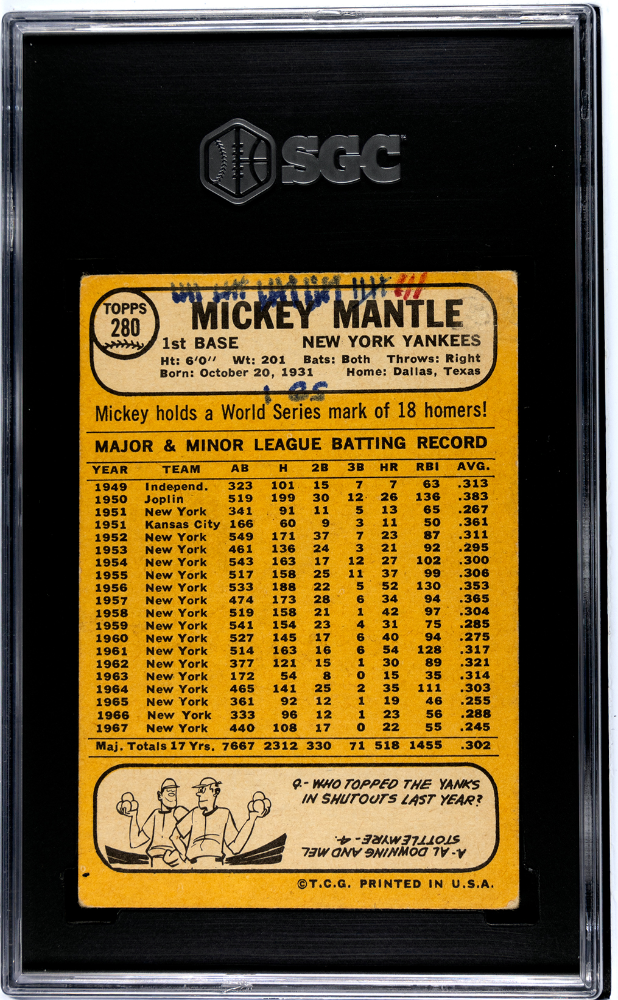 SGC
TOPPS
280
MICKEY MANTLE
1st BASE NEW YORK YANKEES
Ht: 6'0'' Wt: 201 Bats: Both Throws: Right
Born: October 20, 1931 Home: Dallas, Texas
Mickey holds a World Series mark of 18 homers!
MAJOR & MINOR LEAGUE BATTING RECORD
YEAR TEAM AB H 2B 3B HR RBI AVG.
1949 Independ. 323 101 15 7 7 63 .313
1950 Joplin 519 199 30 12 26 136 .383
1951 New York 341 91 11 5 13 65 .267
1951 Kansas City 166 60 9 3 11 50 .361
1952 New York 549 171 37 7 23 87 .311
1953 New York 461 136 24 3 21 92 .295
1954 New York 543 163 17 12 27 102 .300
1955 New York 517 158 25 11 37 99 .306
1956 New York 533 188 22 5 52 130 .353
1957 New York 474 173 28 6 34 94 .365
1958 New York 519 158 21 1 42 97 .304
1959 New York 541 154 23 4 31 75 .285
1960 New York 527 145 17 6 40 94 .275
1961 New York 514 163 16 6 54 128 .317
1962 New York 377 121 15 1 30 89 .321
1963 New York 172 54 8 0 15 35 .314
1964 New York 465 141 25 2 35 111 .303
1965 New York 361 92 12 1 19 46 .255
1966 New York 333 96 12 1 23 56 .288
1967 New York 440 108 17 0 22 55 .245
Maj. Totals 17 Yrs. 7667 2312 330 71 518 1455 .302
Q- WHO TOPPED THE YANKS
IN SHUTOUTS LAST YEAR?
A- AL DOWNING AND MEL
STOTTLEMYRE - 4.
©T.C.G. PRINTED IN U.S.A.